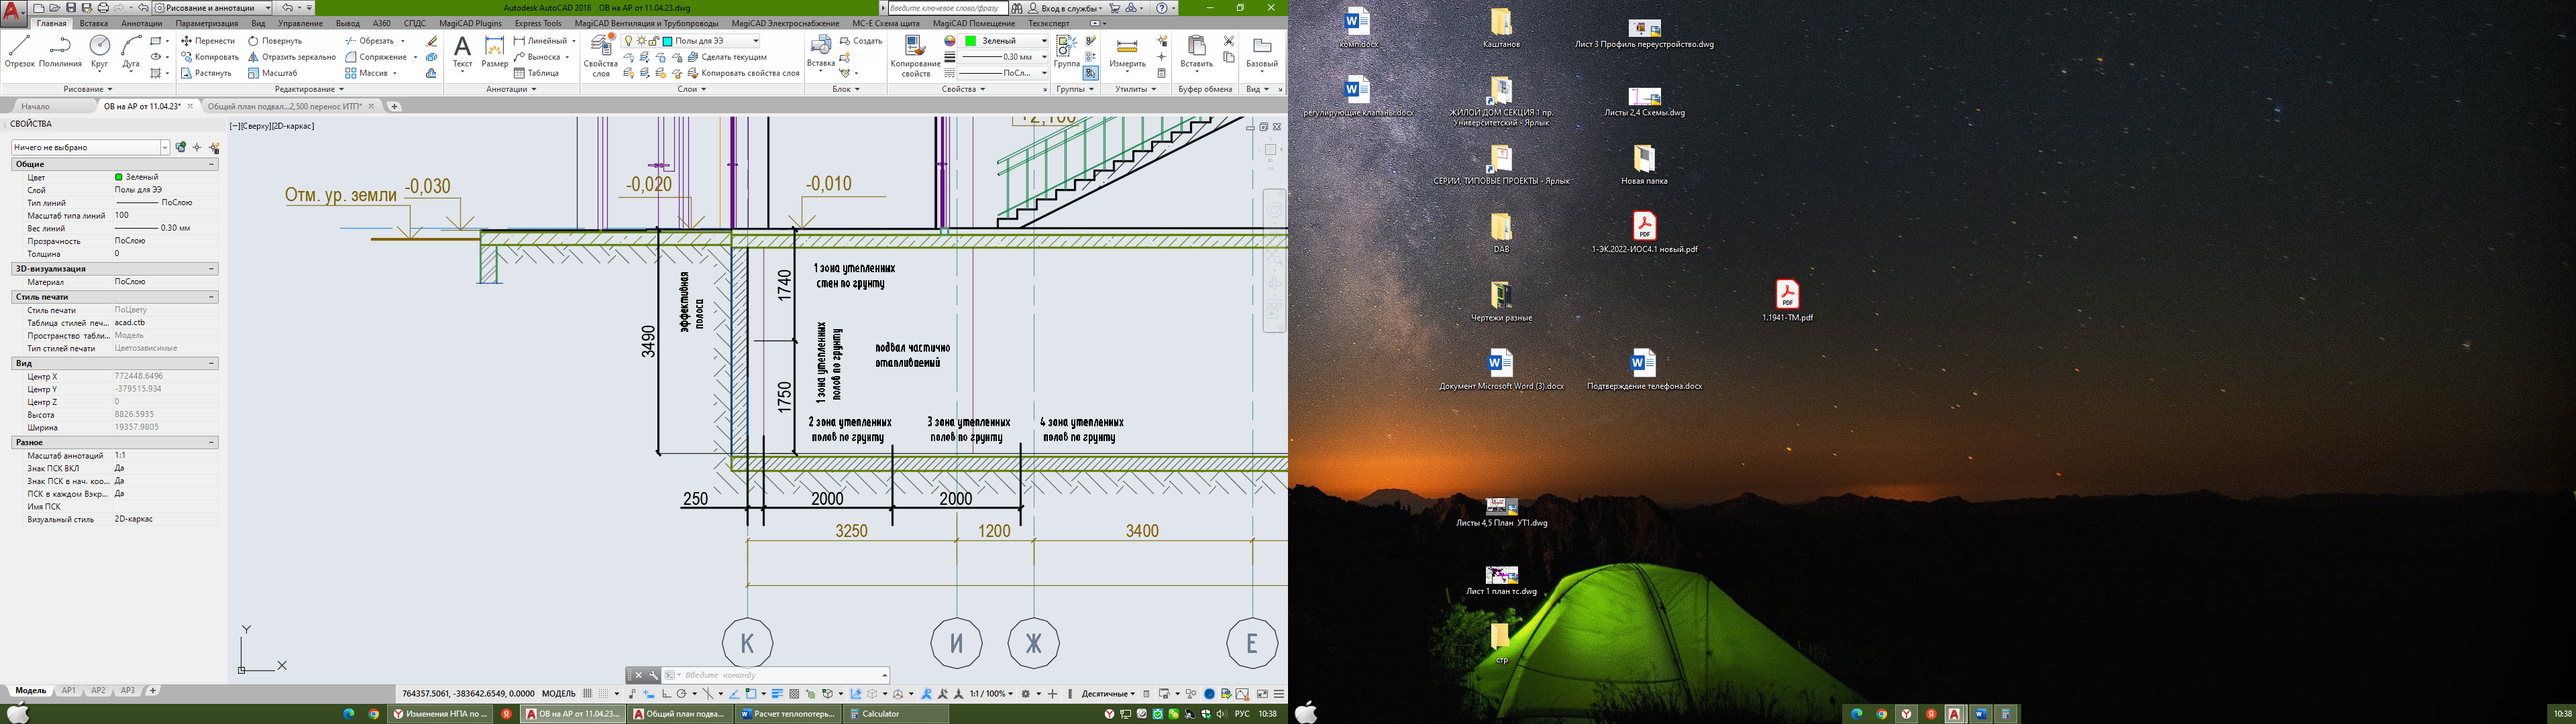 Рисование и аннотации
Autodesk AutoCAD 2018 ОВ на АР от 11.04.23.dwg
Введите ключевое слово/фразу
Вход в службы
Главная Вставка Аннотации Параметризация Вид Управление Вывод A360 СПДС MagiCAD Plugins Express Tools MagiCAD Вентиляция и Трубопроводы MagiCAD Электроснабжение МС-Е Схема щита MagiCAD Помещение Техэксперт
Отрезок Полилиния Круг Дуга
Перенести Повернуть Обрезать
Копировать Отразить зеркально Сопряжение
Растянуть Масштаб Массив
Текст Размер
Линейный
Выноска
Таблица
Свойства слоя
Полы для ЭЭ
Сделать текущим
Копировать свойства слоя
Вставка
Создать
Копирование свойств
Зеленый
0.30 мм
ПоСл...
Группа
Измерить
Вставить
Базовый
Рисование Редактирование Аннотации Слои Блок Свойства Группы Утилиты Буфер обмена Вид
Начало ОВ на АР от 11.04.23* Общий план подвал...2,500 перенос ИТП*
СВОЙСТВА
Ничего не выбрано
Общие
Цвет Зеленый
Слой Полы для ЭЭ
Тип линий ПоСлою
Масштаб типа линий 100
Вес линий 0.30 мм
Прозрачность ПоСлою
Толщина 0
3D-визуализация
Материал ПоСлою
Стиль печати
Стиль печати ПоЦвету
Таблица стилей печ... acad.ctb
Пространство табли... Модель
Тип стилей печати Цветозависимые
Вид
Центр X 772448.6496
Центр Y -379515.934
Центр Z 0
Высота 8826.5935
Ширина 19357.9805
Разное
Масштаб аннотаций 1:1
Знак ПСК ВКЛ Да
Знак ПСК в нач. коо... Да
ПСК в каждом Вэкр... Да
Имя ПСК
Визуальный стиль 2D-каркас
[−][Сверху][2D-каркас]
Отм. ур. земли
-0,030
-0,020
-0,010
3490
эффективная
полоса
1740
1750
1 зона утепленных
стен по грунту
1 зона утепленных
полов по грунту
подвал частично
отапливаемый
2 зона утепленных
полов по грунту
3 зона утепленных
полов по грунту
4 зона утепленных
полов по грунту
250 2000 2000
3250 1200 3400
К И Ж Е
Y
X
Введите команду
Модель АР1 АР2 АР3
764357.5061, -383642.6549, 0.0000 МОДЕЛЬ
1:1 / 100%
Десятичные
Изменения НПА по ...
ОВ на АР от 11.04.23...
Общий план подва...
Расчет теплопотерь...
Calculator
РУС 10:38
комп.docx
Каштанов
Лист 3 Профиль переустройство.dwg
регулирующие клапаны.docx
ЖИЛОЙ ДОМ СЕКЦИЯ 1 пр.
Университетский - Ярлык
Листы 2,4 Схемы.dwg
СЕРИИ, ТИПОВЫЕ ПРОЕКТЫ - Ярлык
Новая папка
DAB
1-ЭК.2022-ИОС4.1 новый.pdf
Чертежи разные
1.1941-ТМ.pdf
Документ Microsoft Word (3).docx
Подтверждение телефона.docx
Листы 4,5 План УТ1.dwg
Лист 1 план тс.dwg
стр
10:38